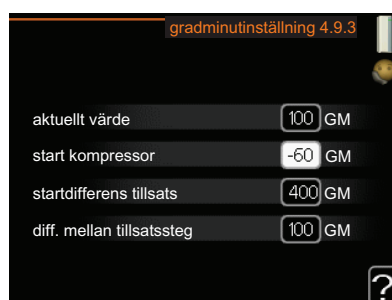 gradminutinställning 4.9.3
aktuellt värde 100 GM
start kompressor -60 GM
startdifferens tillsats 400 GM
diff. mellan tillsatssteg 100 GM
?